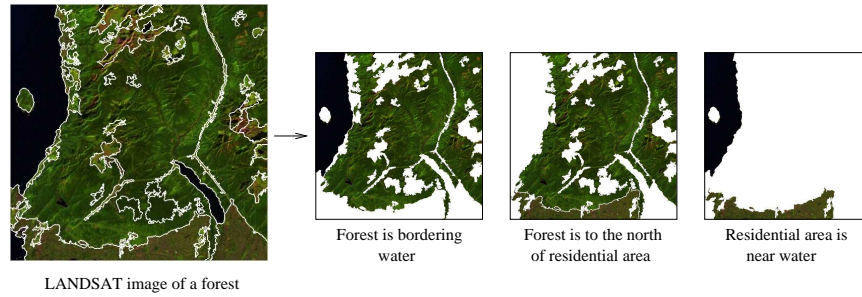 Forest is bordering
water
Forest is to the north
of residential area
Residential area is
near water
LANDSAT image of a forest